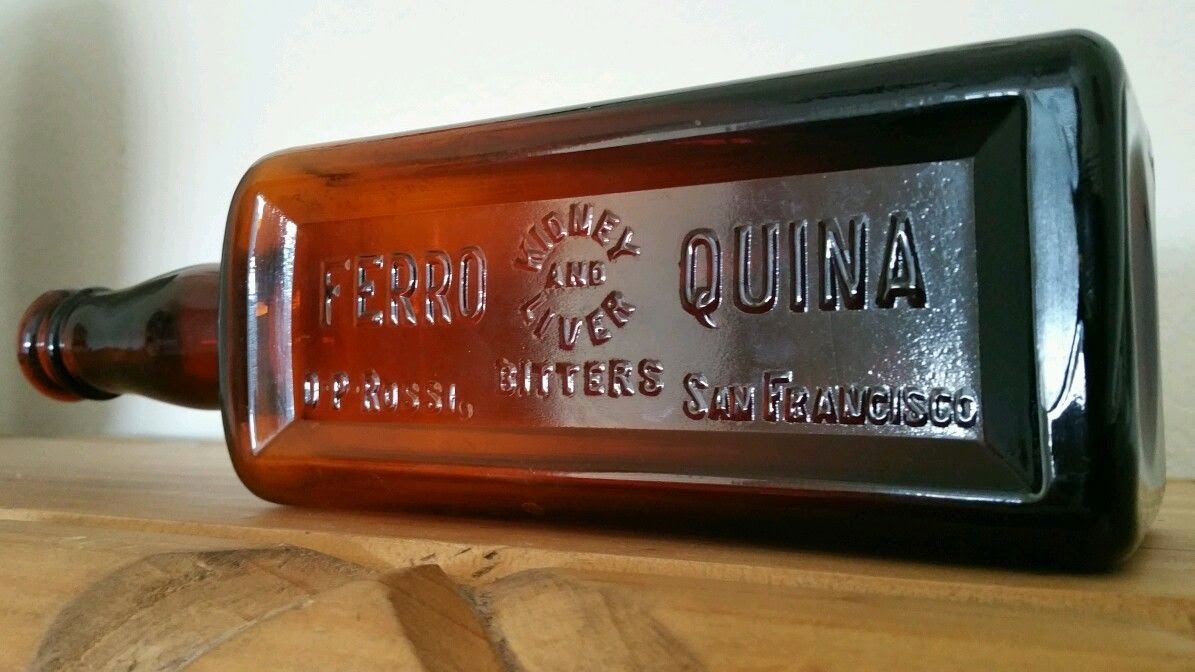 FERRO KIDNEY AND LIVER QUINA
D·P·ROSSI, BITTERS SAN FRANCISCO